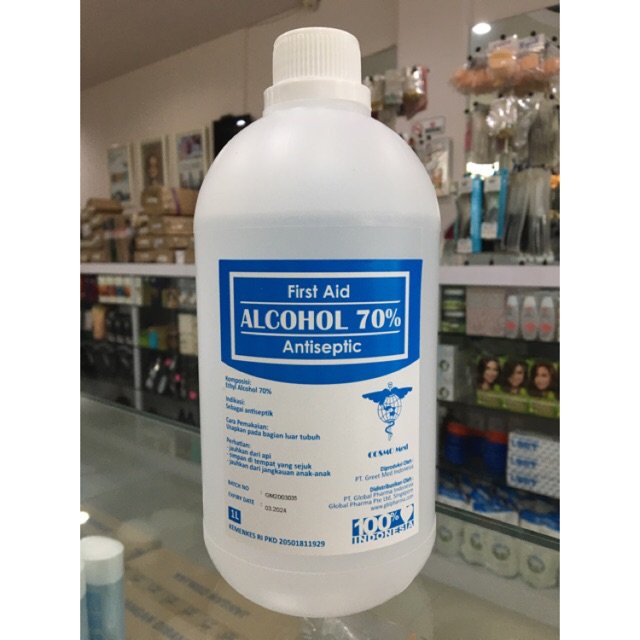 First Aid
ALCOHOL 70%
Antiseptic
Komposisi:
Ethyl Alcohol 70%
Indikasi:
Sebagai antiseptik
Cara Pemakaian:
Siapkan pada bagian luar tubuh
Perhatian:
- jauhkan dari api
- simpan di tempat yang sejuk
- jauhkan dari jangkauan anak-anak
BATCH NO : GM2003035
EXPIRY DATE : 03.2024
1L
KEMENKES RI PKD 20501811929
COSMO Med
Diproduksi Oleh :
PT. Greet Med Indonesia
Didistribusikan Oleh :
PT. Global Pharma Indonesia
Global Pharma Pte Ltd, Singapore
100%
INDONESIA